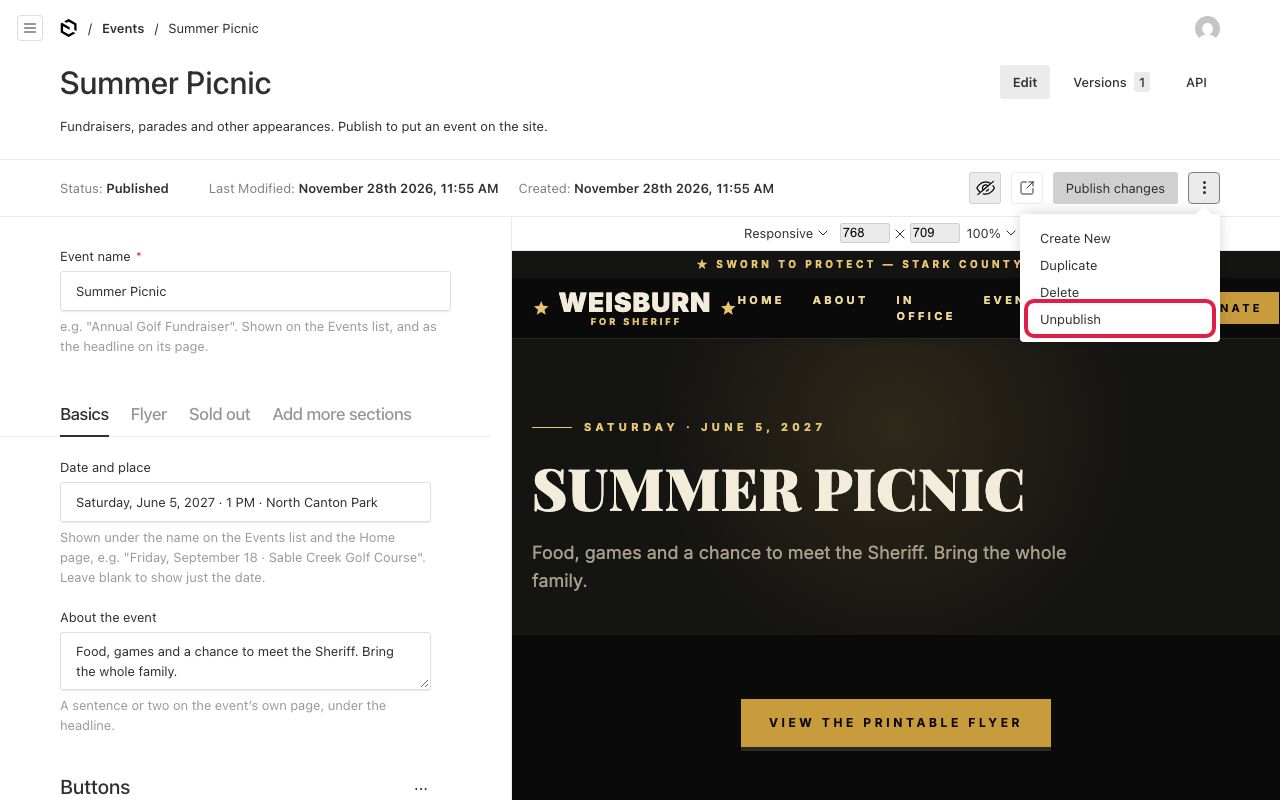 / Events / Summer Picnic
Summer Picnic
Edit Versions 1 API
Fundraisers, parades and other appearances. Publish to put an event on the site.
Status: Published Last Modified: November 28th 2026, 11:55 AM Created: November 28th 2026, 11:55 AM Publish changes
Create New
Duplicate
Delete
Unpublish
Event name *
Summer Picnic
e.g. "Annual Golf Fundraiser". Shown on the Events list, and as
the headline on its page.
Basics Flyer Sold out Add more sections
Date and place
Saturday, June 5, 2027 · 1 PM · North Canton Park
Shown under the name on the Events list and the Home
page, e.g. "Friday, September 18 · Sable Creek Golf Course".
Leave blank to show just the date.
About the event
Food, games and a chance to meet the Sheriff. Bring
the whole family.
A sentence or two on the event's own page, under the
headline.
Buttons
Responsive 768 × 709 100%
★ SWORN TO PROTECT — STARK COUNTY
★ WEISBURN ★
FOR SHERIFF
HOME ABOUT IN
OFFICE
EVEN
NATE
SATURDAY · JUNE 5, 2027
SUMMER PICNIC
Food, games and a chance to meet the Sheriff. Bring the whole
family.
VIEW THE PRINTABLE FLYER